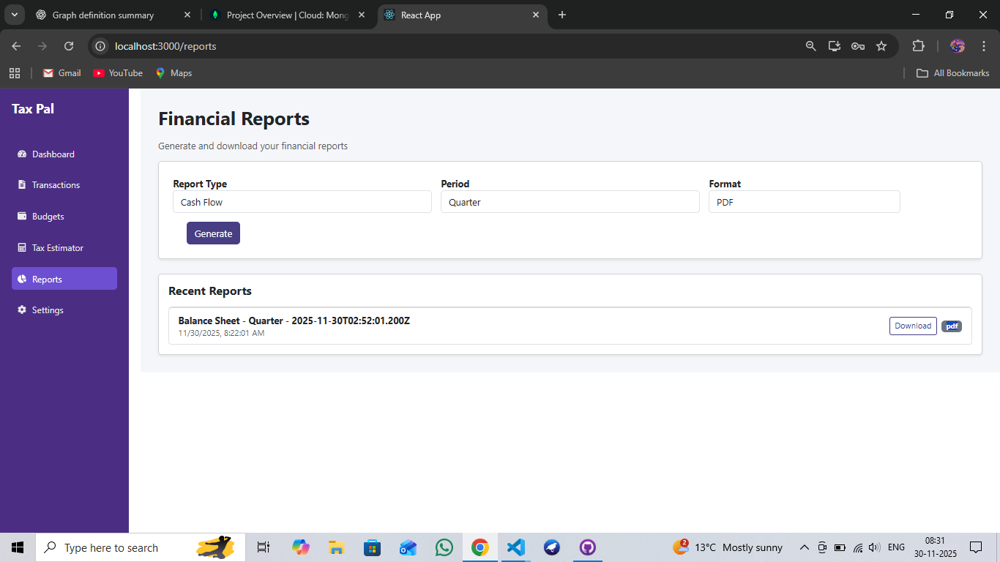 Graph definition summary
Project Overview | Cloud: Mong
React App
localhost:3000/reports
Gmail
YouTube
Maps
All Bookmarks
Tax Pal
Dashboard
Transactions
Budgets
Tax Estimator
Reports
Settings
Financial Reports
Generate and download your financial reports
Report Type
Period
Format
Cash Flow
Quarter
PDF
Generate
Recent Reports
Balance Sheet - Quarter - 2025-11-30T02:52:01.200Z
11/30/2025, 8:22:01 AM
Download
pdf
Type here to search
2
13°C Mostly sunny
ENG
08:31
30-11-2025